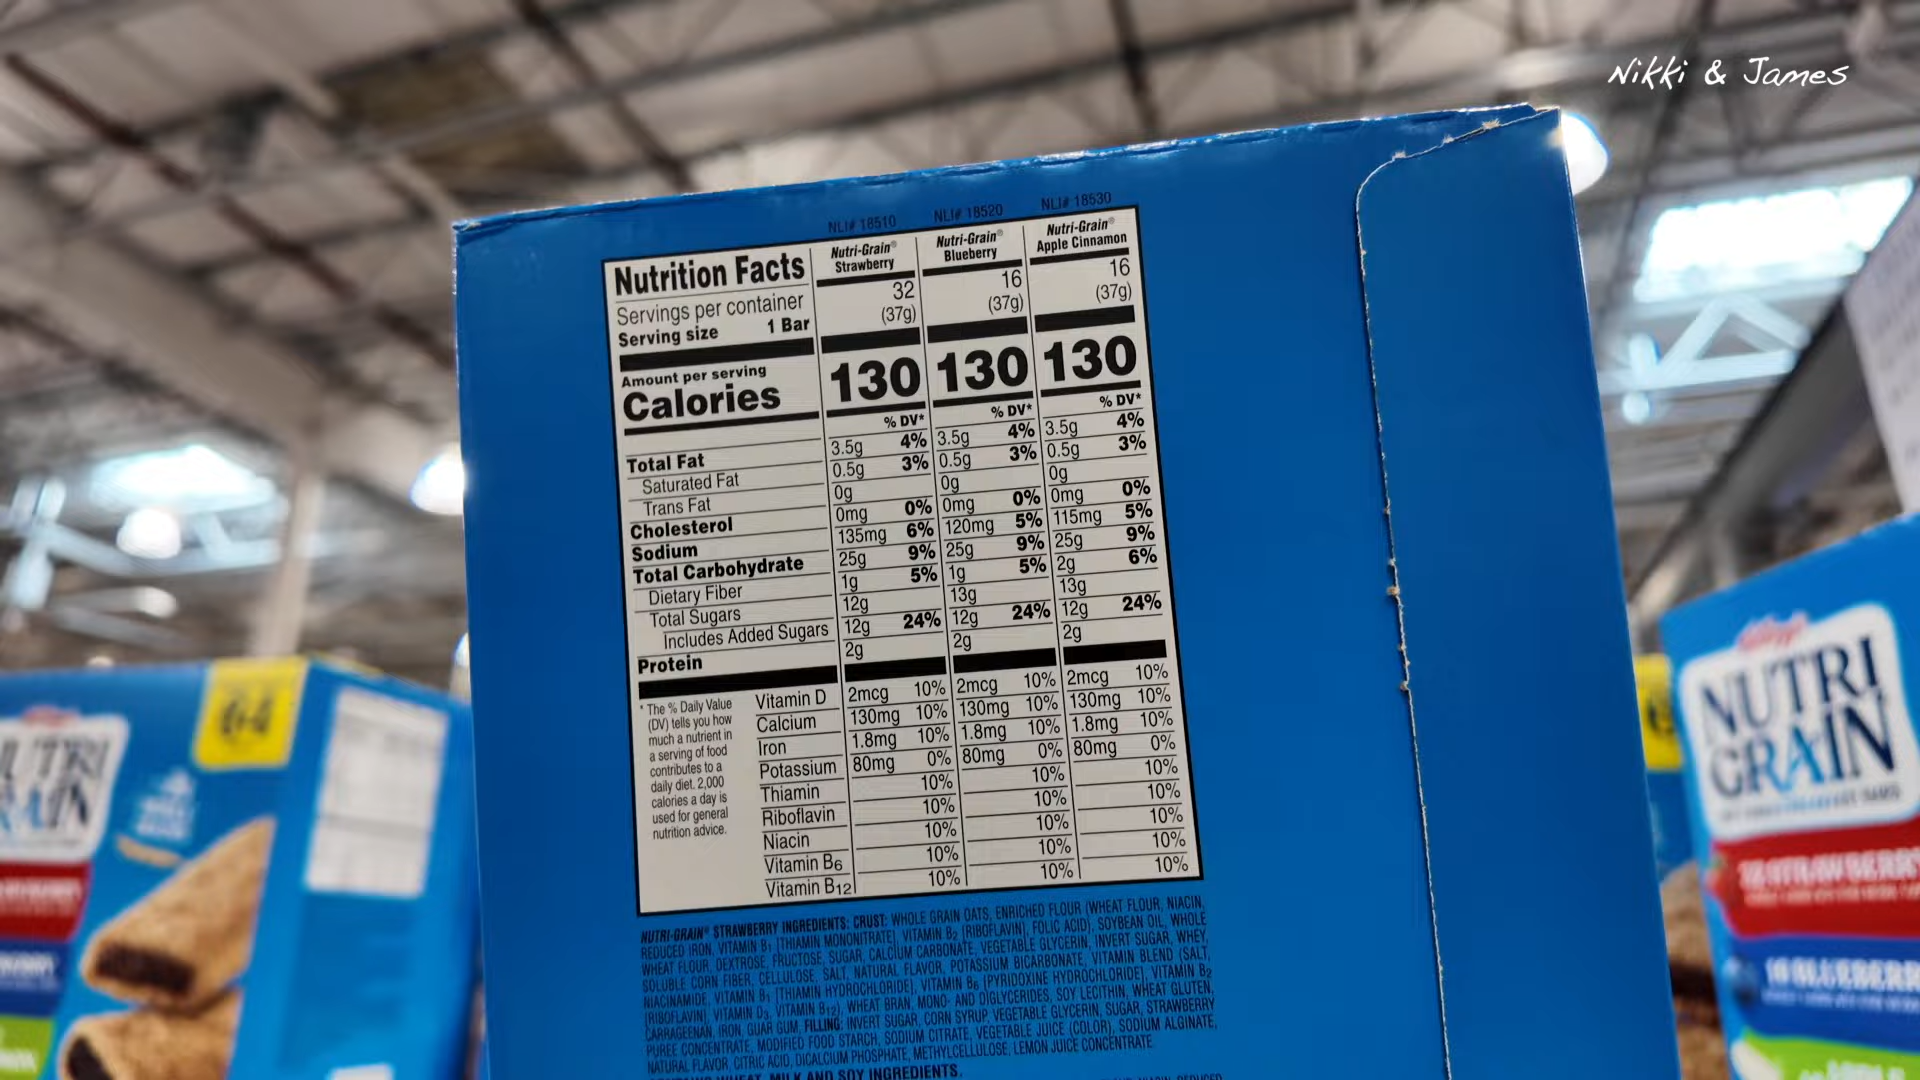 Nikki & James
NLI# 18510 NLI# 18520 NLI# 18530
Nutrition Facts
Nutri-Grain® Strawberry
Nutri-Grain® Blueberry
Nutri-Grain® Apple Cinnamon
Servings per container 32 16 16
Serving size 1 Bar (37g) (37g) (37g)
Amount per serving
Calories 130 130 130
% DV* % DV* % DV*
Total Fat 3.5g 4% 3.5g 4% 3.5g 4%
Saturated Fat 0.5g 3% 0.5g 3% 0.5g 3%
Trans Fat 0g 0g 0g
Cholesterol 0mg 0% 0mg 0% 0mg 0%
Sodium 135mg 6% 120mg 5% 115mg 5%
Total Carbohydrate 25g 9% 25g 9% 25g 9%
Dietary Fiber 1g 5% 1g 5% 2g 6%
Total Sugars 12g 13g 13g
Includes Added Sugars 12g 24% 12g 24% 12g 24%
Protein 2g 2g 2g
Vitamin D 2mcg 10% 2mcg 10% 2mcg 10%
Calcium 130mg 10% 130mg 10% 130mg 10%
Iron 1.8mg 10% 1.8mg 10% 1.8mg 10%
Potassium 80mg 0% 80mg 0% 80mg 0%
Thiamin 10% 10% 10%
Riboflavin 10% 10% 10%
Niacin 10% 10% 10%
Vitamin B6 10% 10% 10%
Vitamin B12 10% 10% 10%
* The % Daily Value
(DV) tells you how
much a nutrient in
a serving of food
contributes to a
daily diet. 2,000
calories a day is
used for general
nutrition advice.
NUTRI-GRAIN® STRAWBERRY INGREDIENTS: CRUST: WHOLE GRAIN OATS, ENRICHED FLOUR (WHEAT FLOUR, NIACIN,
REDUCED IRON, VITAMIN B1 [THIAMIN MONONITRATE], VITAMIN B2 [RIBOFLAVIN], FOLIC ACID), SOYBEAN OIL, WHOLE
WHEAT FLOUR, DEXTROSE, FRUCTOSE, SUGAR, CALCIUM CARBONATE, VEGETABLE GLYCERIN, INVERT SUGAR, WHEY,
SOLUBLE CORN FIBER, CELLULOSE, SALT, NATURAL FLAVOR, POTASSIUM BICARBONATE, VITAMIN BLEND (SALT,
NIACINAMIDE, VITAMIN B1 [THIAMIN HYDROCHLORIDE], VITAMIN B6 [PYRIDOXINE HYDROCHLORIDE], VITAMIN B2
[RIBOFLAVIN], VITAMIN D3, VITAMIN B12), WHEAT BRAN, MONO- AND DIGLYCERIDES, SOY LECITHIN, WHEAT GLUTEN,
CARRAGEENAN, IRON, GUAR GUM, FILLING: INVERT SUGAR, CORN SYRUP, VEGETABLE GLYCERIN, SUGAR, STRAWBERRY
PUREE CONCENTRATE, MODIFIED FOOD STARCH, SODIUM CITRATE, VEGETABLE JUICE (COLOR), SODIUM ALGINATE,
NATURAL FLAVOR, CITRIC ACID, DICALCIUM PHOSPHATE, METHYLCELLULOSE, LEMON JUICE CONCENTRATE.
WHEAT, MILK AND SOY INGREDIENTS.
64
NUTRI
GRAIN
STRAWBERRY
16 BLUEBERR